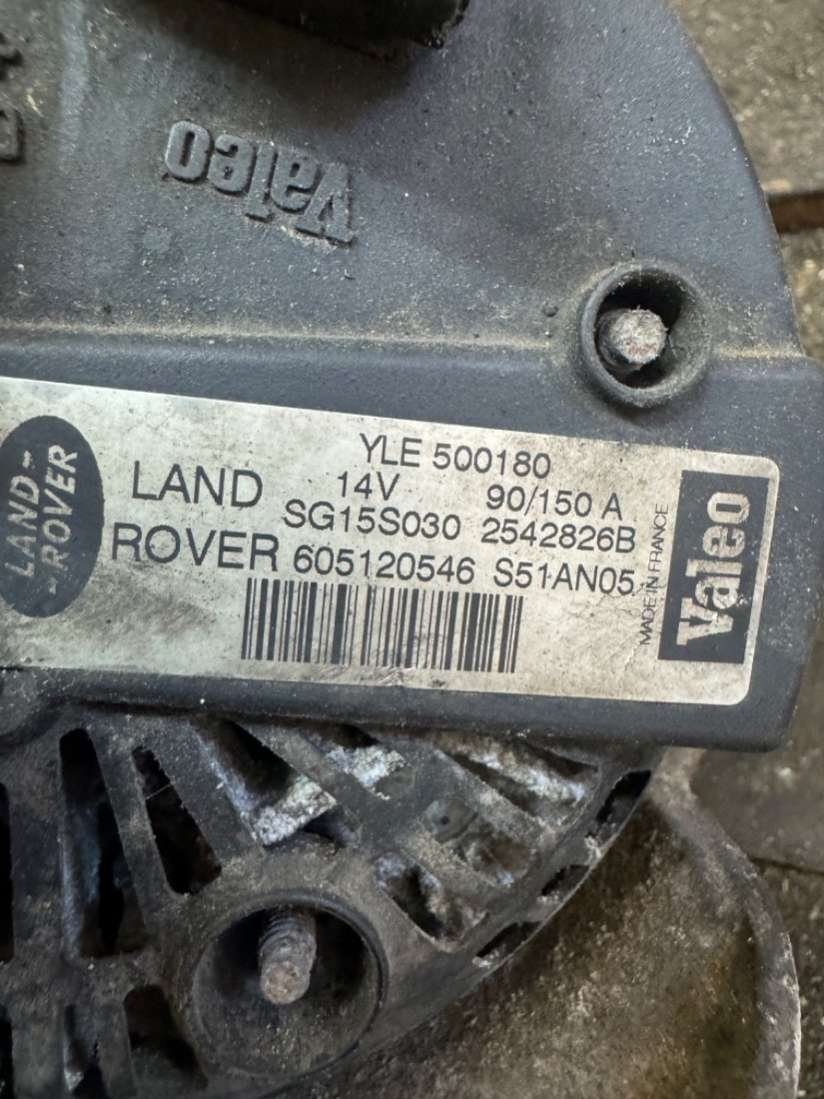 Valeo
YLE 500180
LAND 14V 90/150 A
SG15S030 2542826B
ROVER 605120546 S51AN05
LAND-
-ROVER
MADE IN FRANCE
Valeo